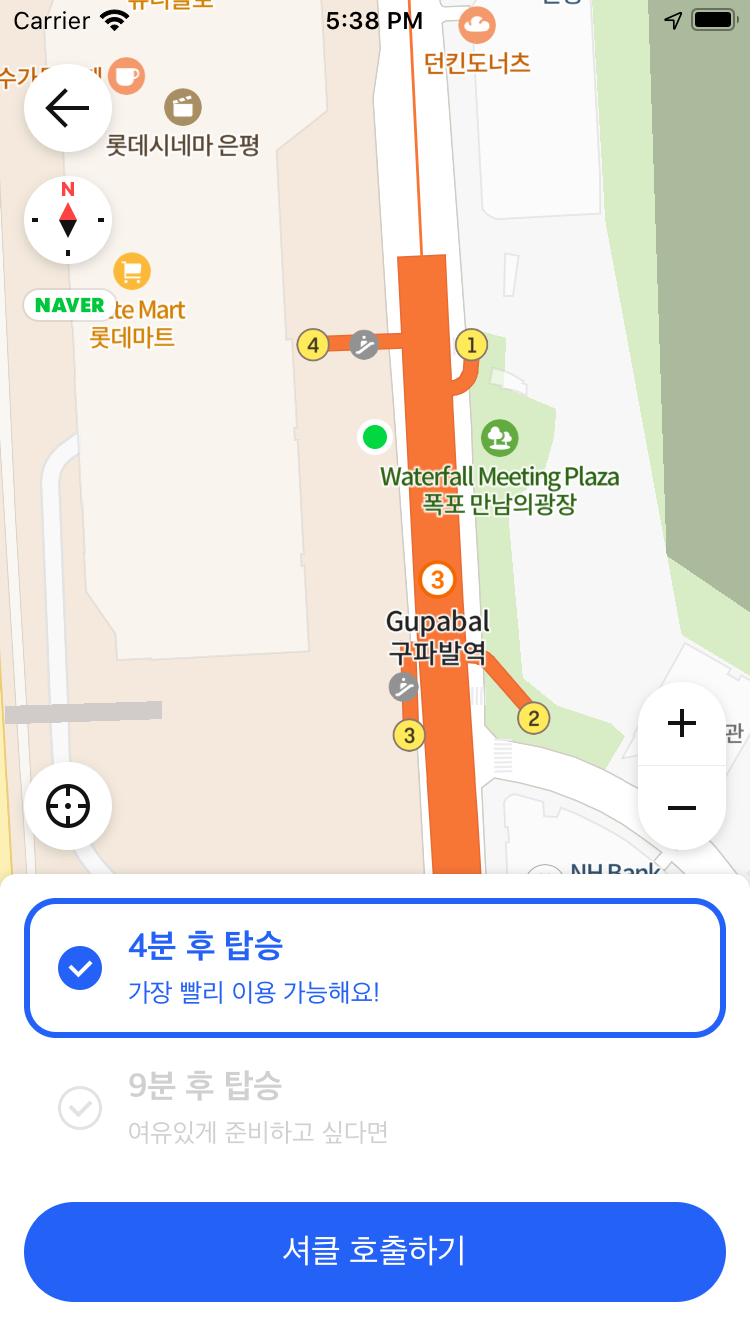 Carrier
5:38 PM
던킨도너츠
롯데시네마 은평
N
NAVER
Mart
롯데마트
4
1
Waterfall Meeting Plaza
폭포 만남의광장
3
Gupabal
구파발역
2
3
관
NH Bank
4분 후 탑승
가장 빨리 이용 가능해요!
9분 후 탑승
여유있게 준비하고 싶다면
셔클 호출하기